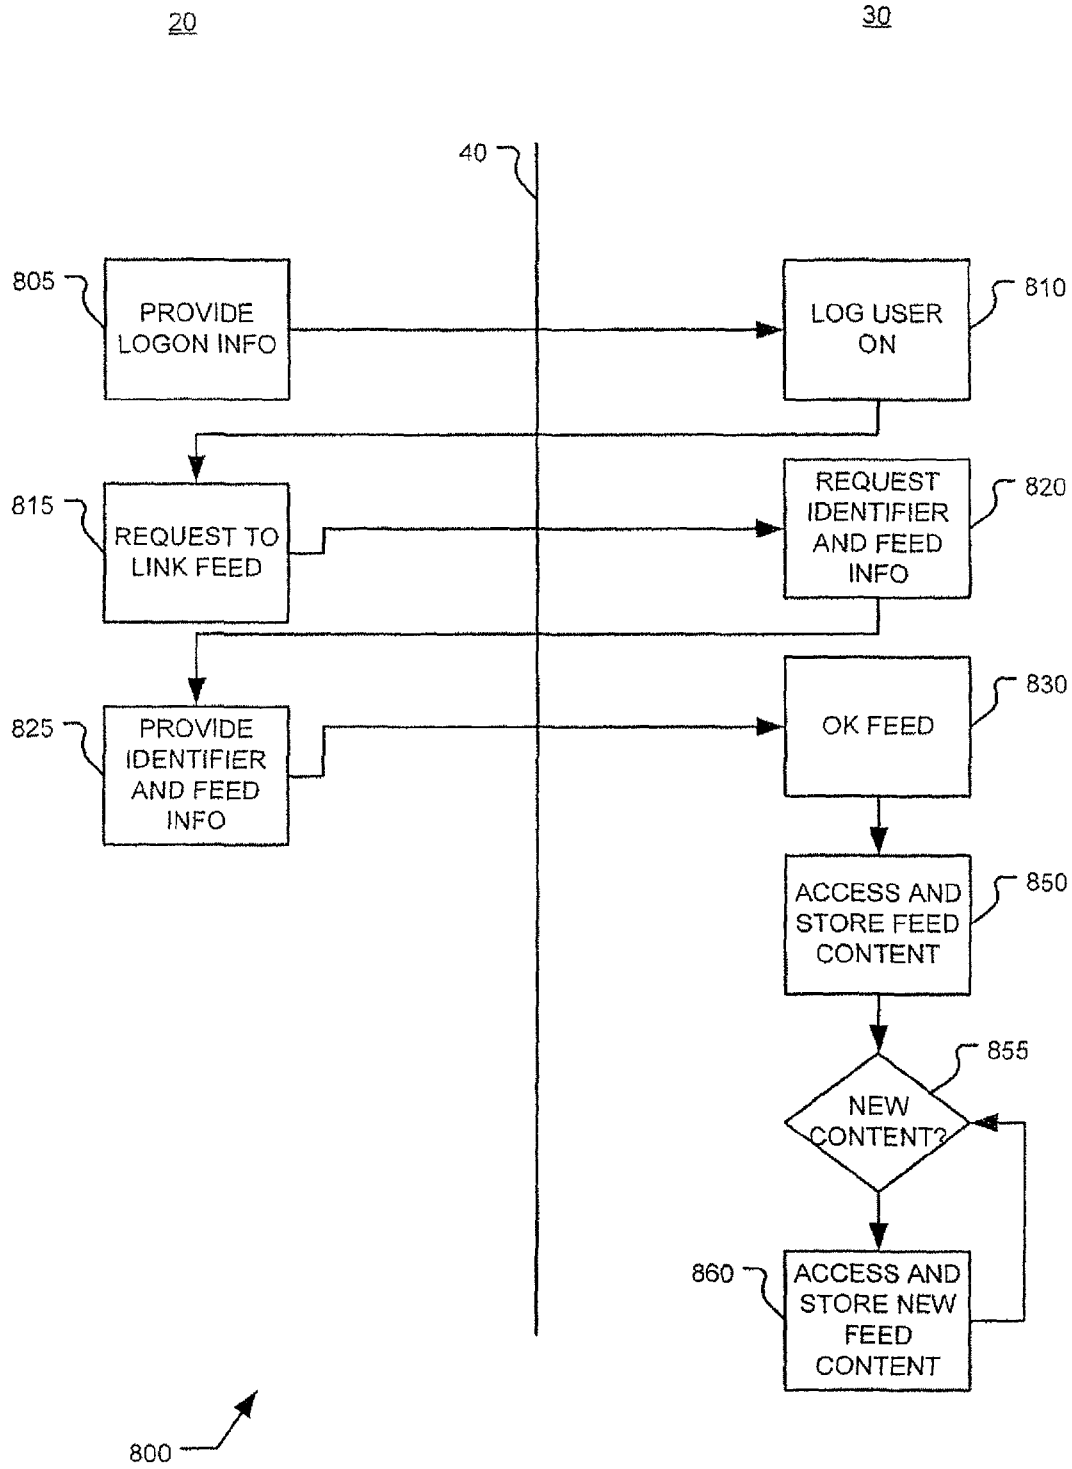 20
30
40
805
PROVIDE
LOGON INFO
LOG USER
ON
810
815
REQUEST TO
LINK FEED
REQUEST
IDENTIFIER
AND FEED
INFO
820
825
PROVIDE
IDENTIFIER
AND FEED
INFO
OK FEED
830
ACCESS AND
STORE FEED
CONTENT
850
NEW
CONTENT?
855
860
ACCESS AND
STORE NEW
FEED
CONTENT
800